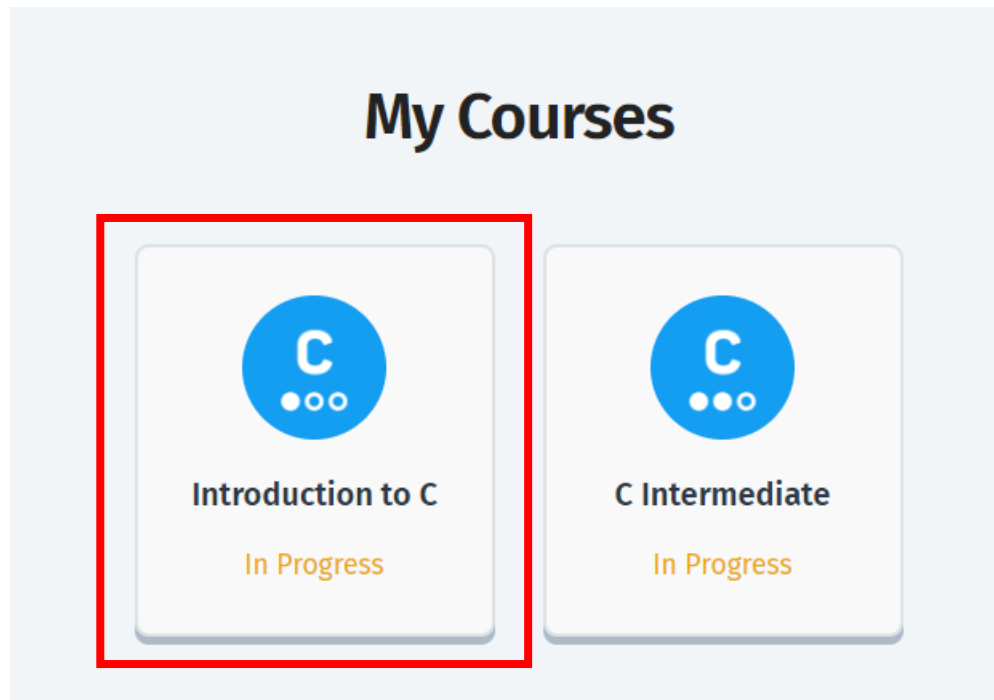 My Courses
C
Introduction to C
In Progress
C
C Intermediate
In Progress